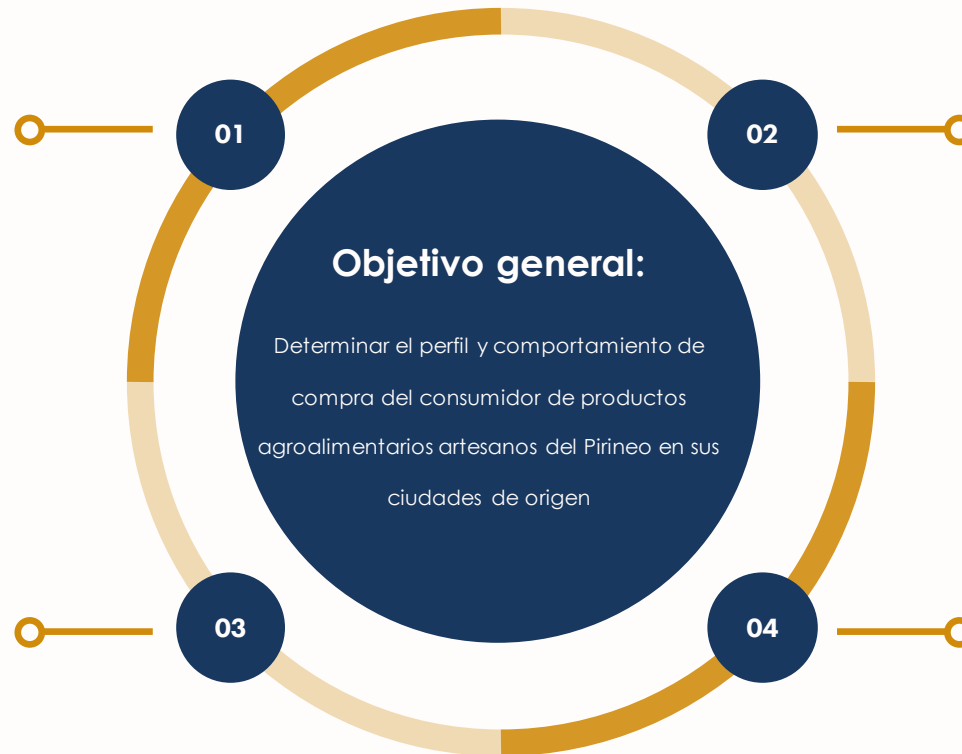 01
02
Objetivo general:
Determinar el perfil y comportamiento de
compra del consumidor de productos
agroalimentarios artesanos del Pirineo en sus
ciudades de origen
03
04